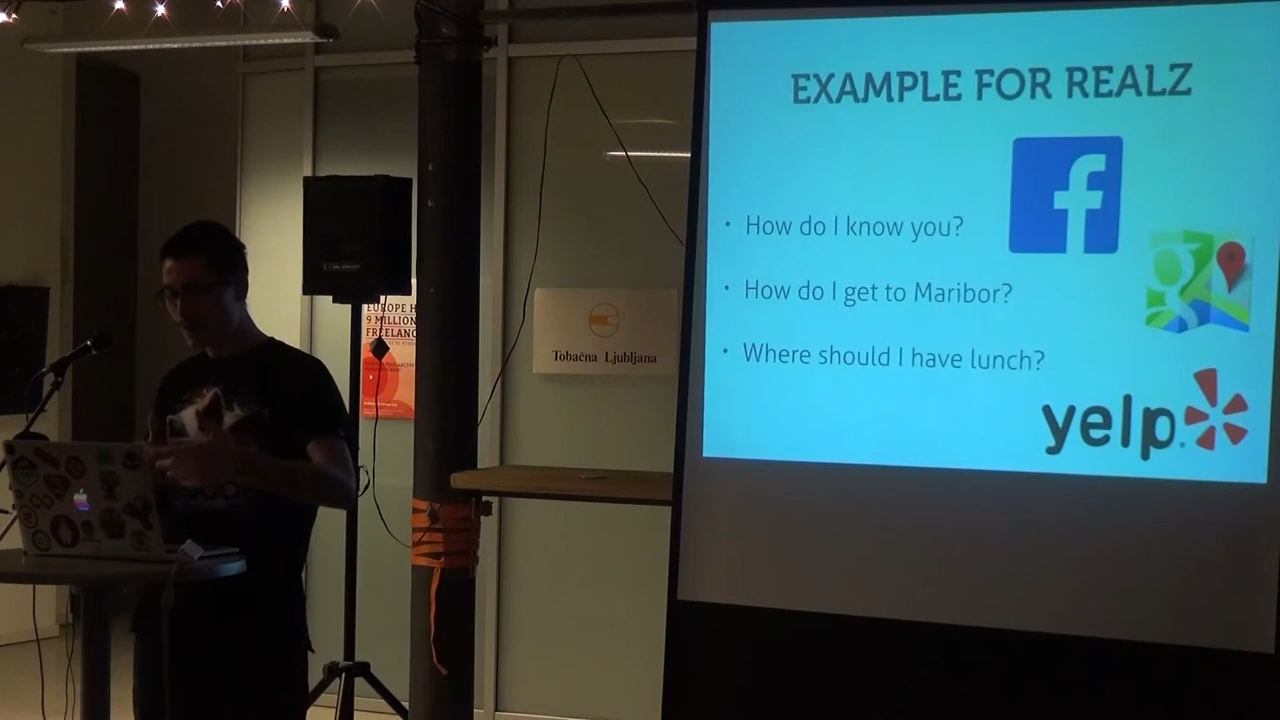 EXAMPLE FOR REALZ
• How do I know you?
• How do I get to Maribor?
• Where should I have lunch?
f
g
yelp
EUROPE H
9 MILLION
FREELANC
Tobačna Ljubljana